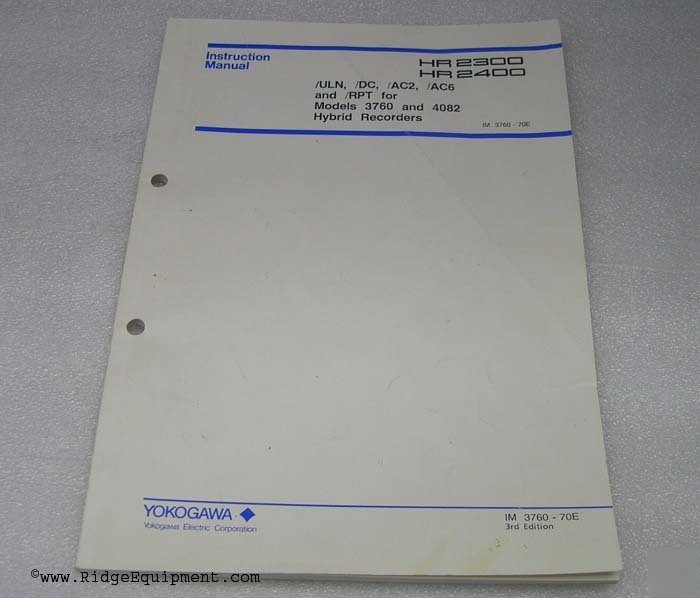 Instruction
Manual
HR2300
HR2400
/ULN, /DC, /AC2, /AC6
and /RPT for
Models 3760 and 4082
Hybrid Recorders
IM 3760-70E
YOKOGAWA
Yokogawa Electric Corporation
IM 3760-70E
3rd Edition
©www.RidgeEquipment.com